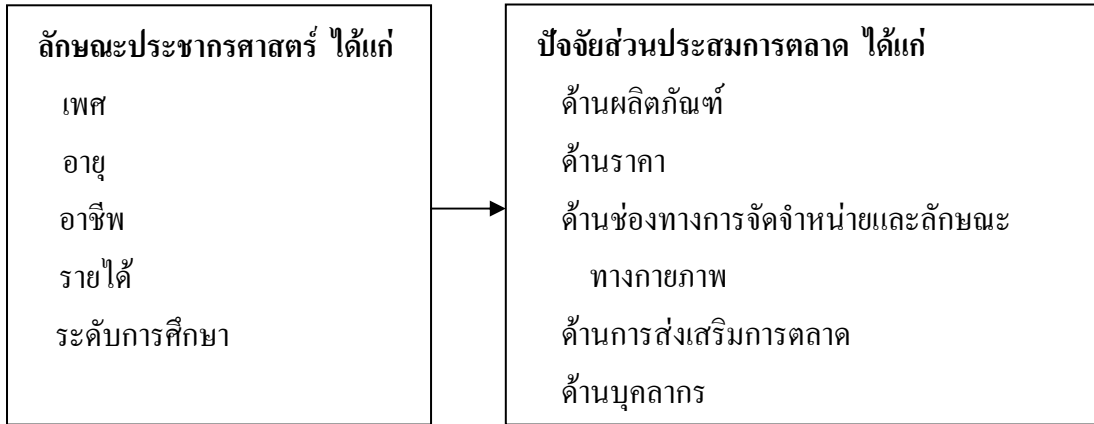 ลักษณะประชากรศาสตร์ ได้แก่
เพศ
อายุ
อาชีพ
รายได้
ระดับการศึกษา
ปัจจัยส่วนประสมการตลาด ได้แก่
ด้านผลิตภัณฑ์
ด้านราคา
ด้านช่องทางการจัดจำหน่ายและลักษณะ
ทางกายภาพ
ด้านการส่งเสริมการตลาด
ด้านบุคลากร